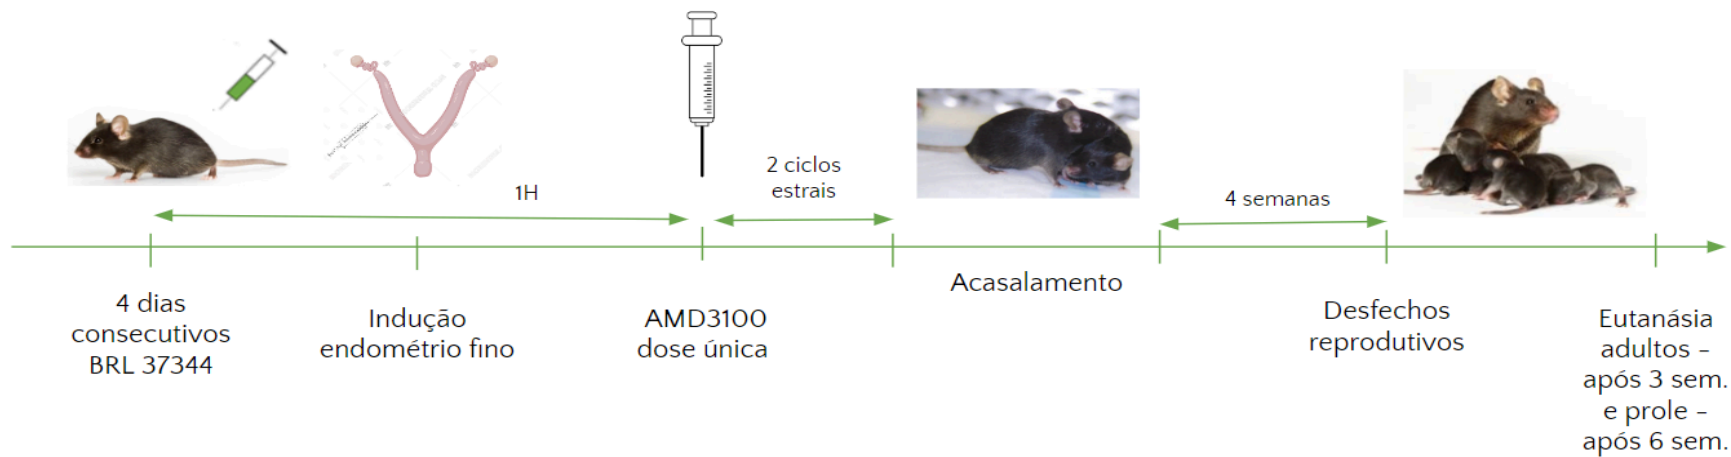 1H
2 ciclos
estrais
4 semanas
4 dias
consecutivos
BRL 37344
Indução
endométrio fino
AMD3100
dose única
Acasalamento
Desfechos
reprodutivos
Eutanásia
adultos -
após 3 sem.
e prole -
após 6 sem.